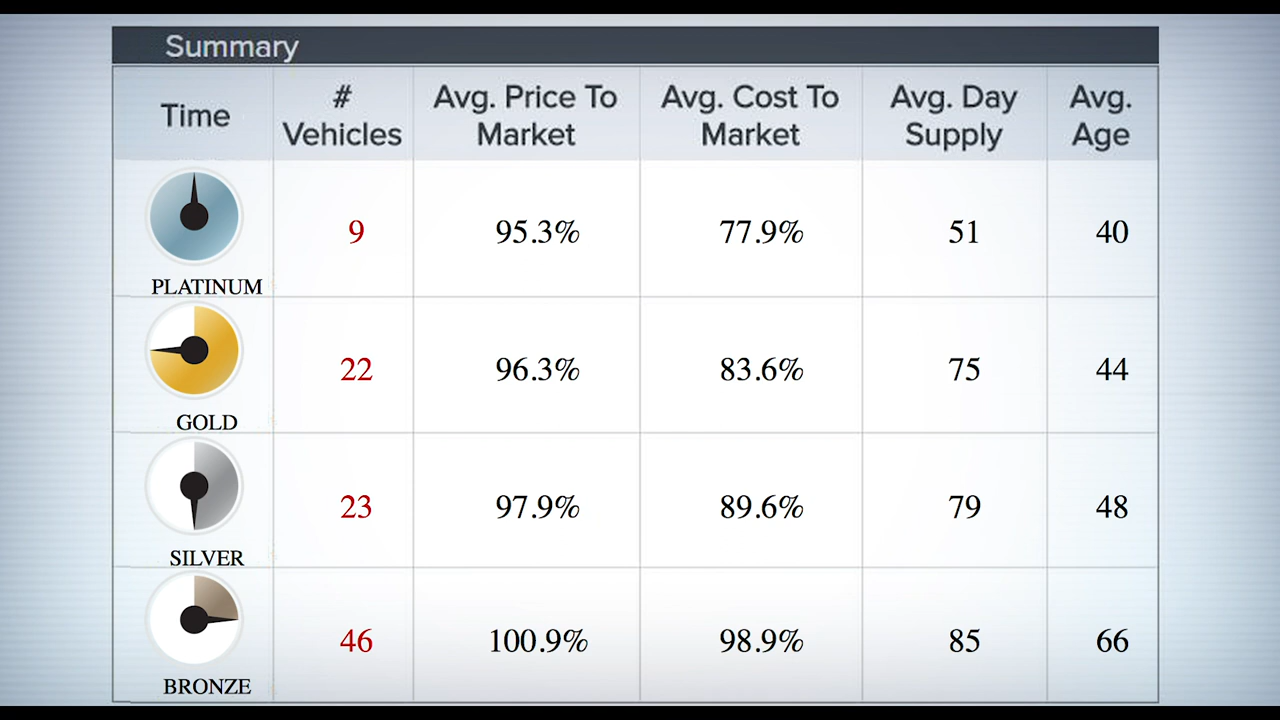 Summary
Time
#
Vehicles
Avg. Price To
Market
Avg. Cost To
Market
Avg. Day
Supply
Avg.
Age
PLATINUM
9
95.3%
77.9%
51
40
GOLD
22
96.3%
83.6%
75
44
SILVER
23
97.9%
89.6%
79
48
BRONZE
46
100.9%
98.9%
85
66